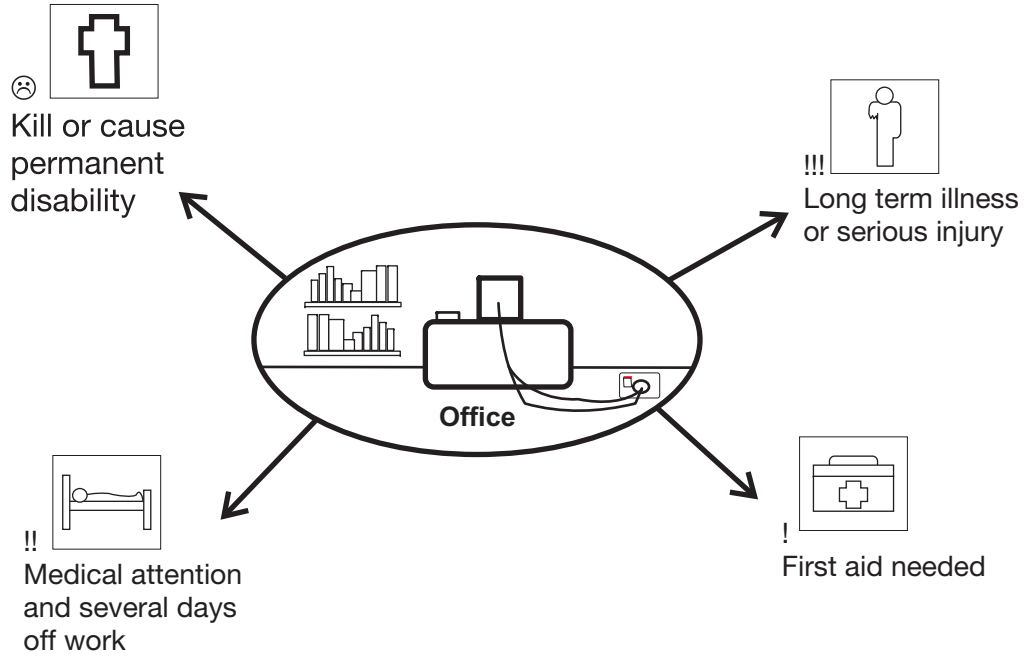 ☹
Kill or cause
permanent
disability
!!!
Long term illness
or serious injury
Office
!!
Medical attention
and several days
off work
!
First aid needed